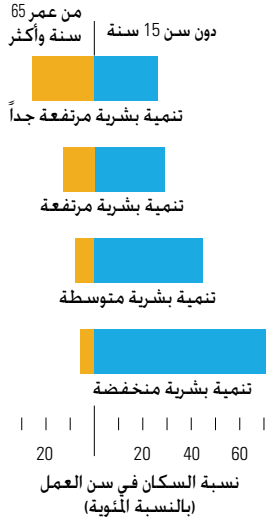 من عمر 65
سنة وأكثر
دون سن 15 سنة
تنمية بشرية مرتفعة جداً
تنمية بشرية مرتفعة
تنمية بشرية متوسطة
تنمية بشرية منخفضة
20 20 40 60
نسبة السكان في سن العمل
(بالنسبة المئوية)